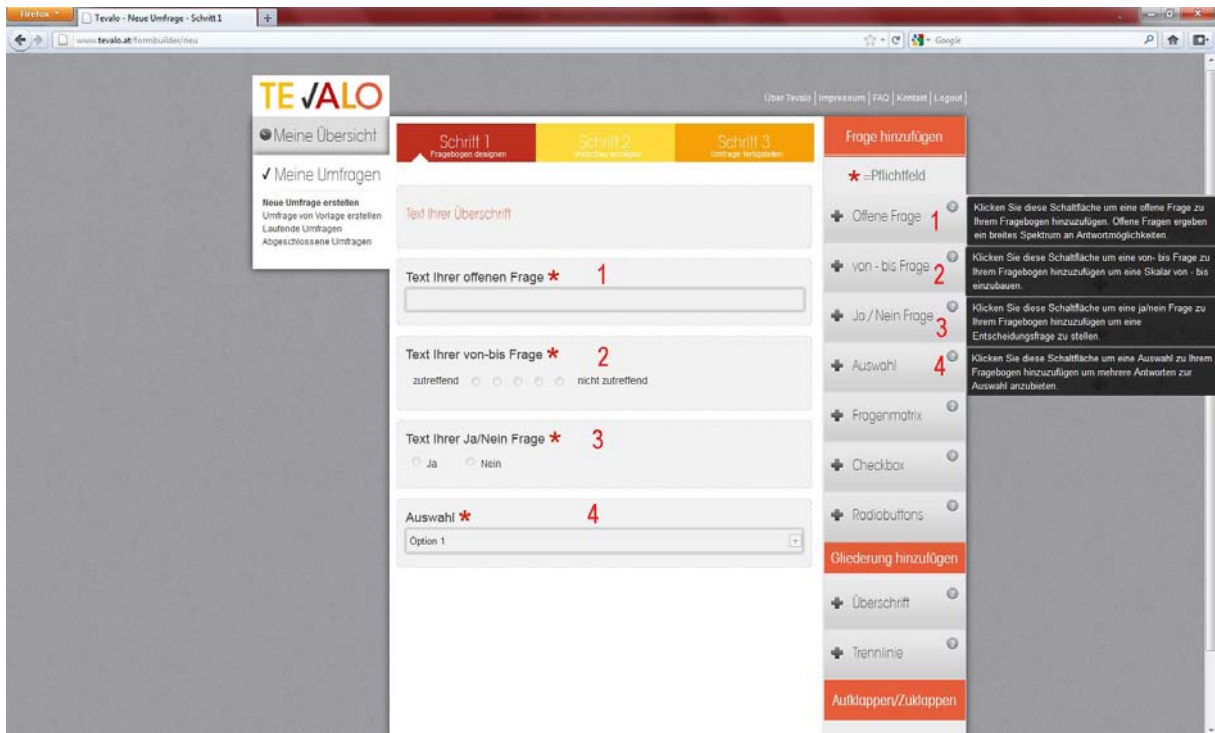 Firefox
Tevalo - Neue Umfrage - Schritt 1
www.tevalo.at/formbuilder/neu
Google
TEVALO
Über Tevalo | Impressum | FAQ | Kontakt | Logout |
Meine Übersicht
Meine Umfragen
Neue Umfrage erstellen
Umfrage von Vorlage erstellen
Laufende Umfragen
Abgeschlossene Umfragen
Schritt 1
Fragebogen designen
Schritt 2
Vorschau anzeigen
Schritt 3
Umfrage fertigstellen
Text Ihrer Überschrift
Text Ihrer offenen Frage * 1
Text Ihrer von-bis Frage * 2
zutreffend nicht zutreffend
Text Ihrer Ja/Nein Frage * 3
Ja Nein
Auswahl * 4
Option 1
Frage hinzufügen
* =Pflichtfeld
Offene Frage 1
von - bis Frage 2
Ja / Nein Frage 3
Auswahl 4
Fragenmatrix
Checkbox
Radiobuttons
Gliederung hinzufügen
Überschrift
Trennlinie
Aufklappen/Zuklappen
Klicken Sie diese Schaltfläche um eine offene Frage zu
Ihrem Fragebogen hinzuzufügen. Offene Fragen ergeben
ein breites Spektrum an Antwortmöglichkeiten.
Klicken Sie diese Schaltfläche um eine von- bis Frage zu
Ihrem Fragebogen hinzuzufügen um eine Skalar von - bis
einzubauen.
Klicken Sie diese Schaltfläche um eine ja/nein Frage zu
Ihrem Fragebogen hinzuzufügen um eine
Entscheidungsfrage zu stellen.
Klicken Sie diese Schaltfläche um eine Auswahl zu Ihrem
Fragebogen hinzuzufügen um mehrere Antworten zur
Auswahl anzubieten.